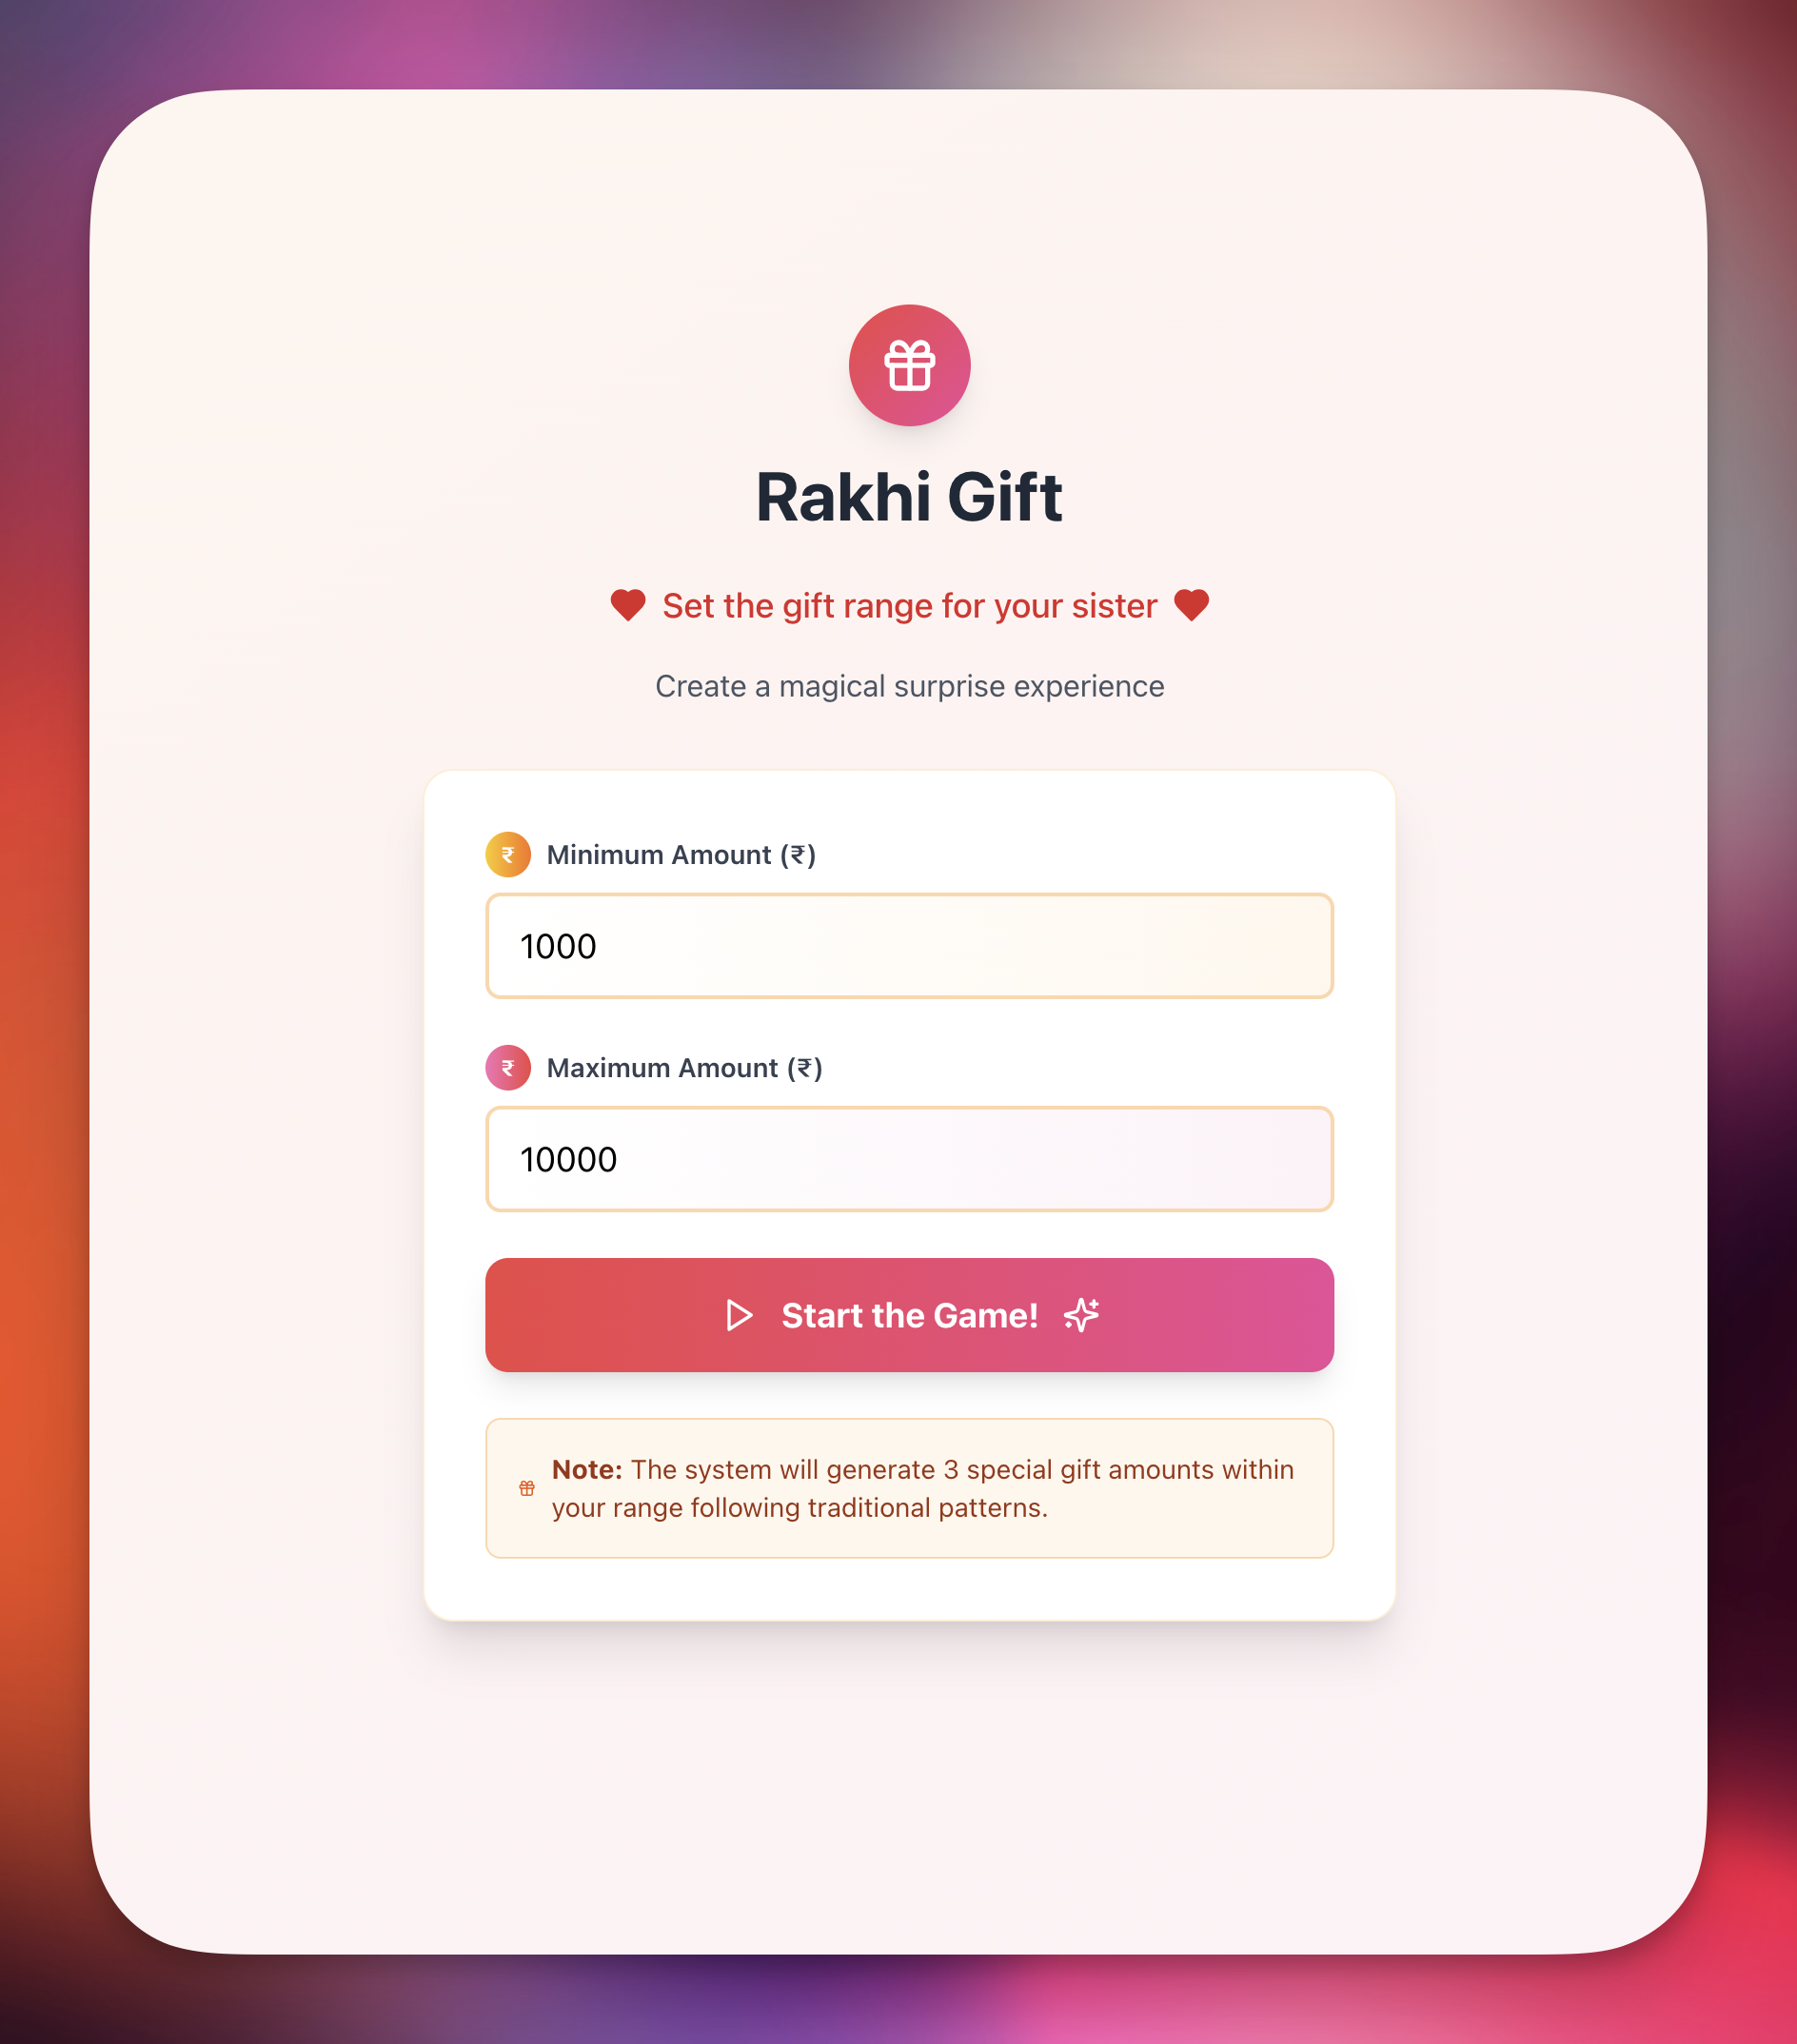 Rakhi Gift
Set the gift range for your sister
Create a magical surprise experience
₹ Minimum Amount (₹)
1000
₹ Maximum Amount (₹)
10000
Start the Game!
Note: The system will generate 3 special gift amounts within
your range following traditional patterns.